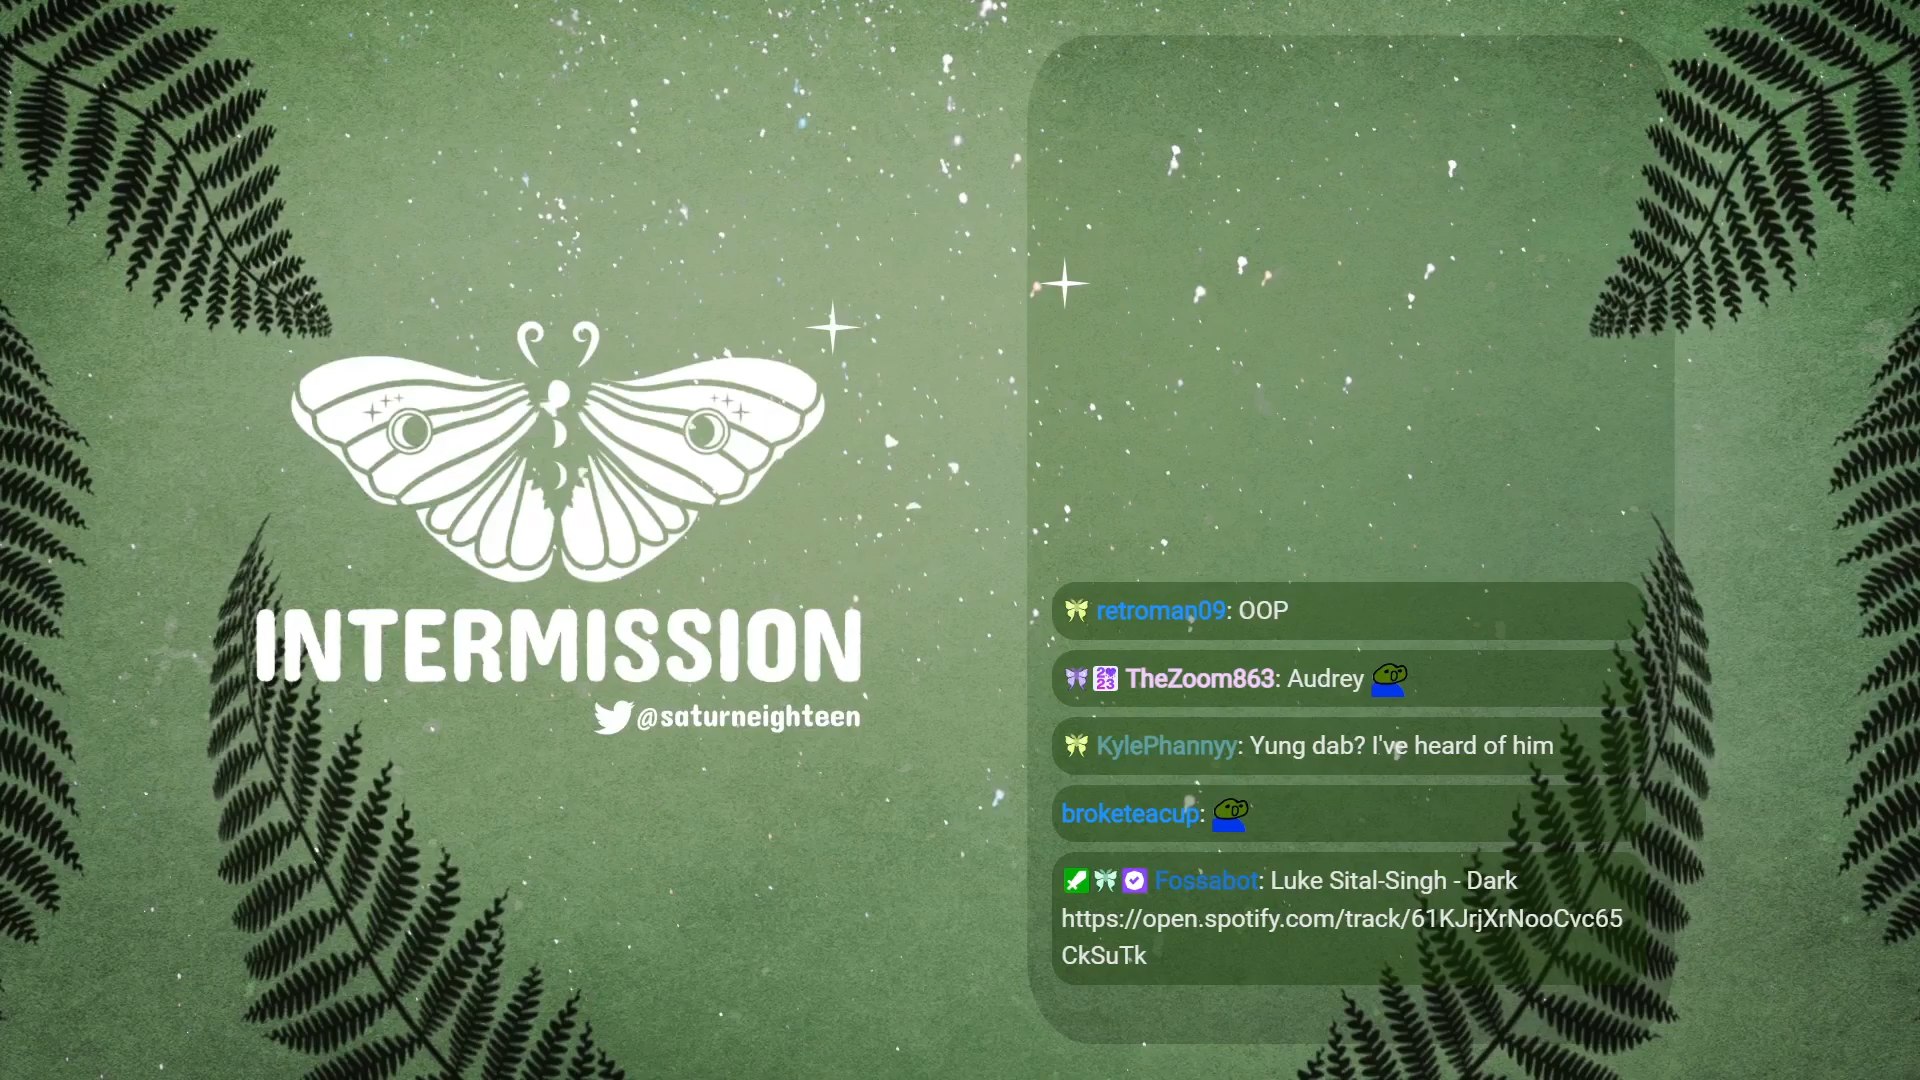 INTERMISSION
@saturneighteen
retroman09: OOP
2023 TheZoom863: Audrey
KylePhannyy: Yung dab? I've heard of him
broketeacup:
Fossabot: Luke Sital-Singh - Dark
https://open.spotify.com/track/61KJrjXrNooCvc65
CkSuTk